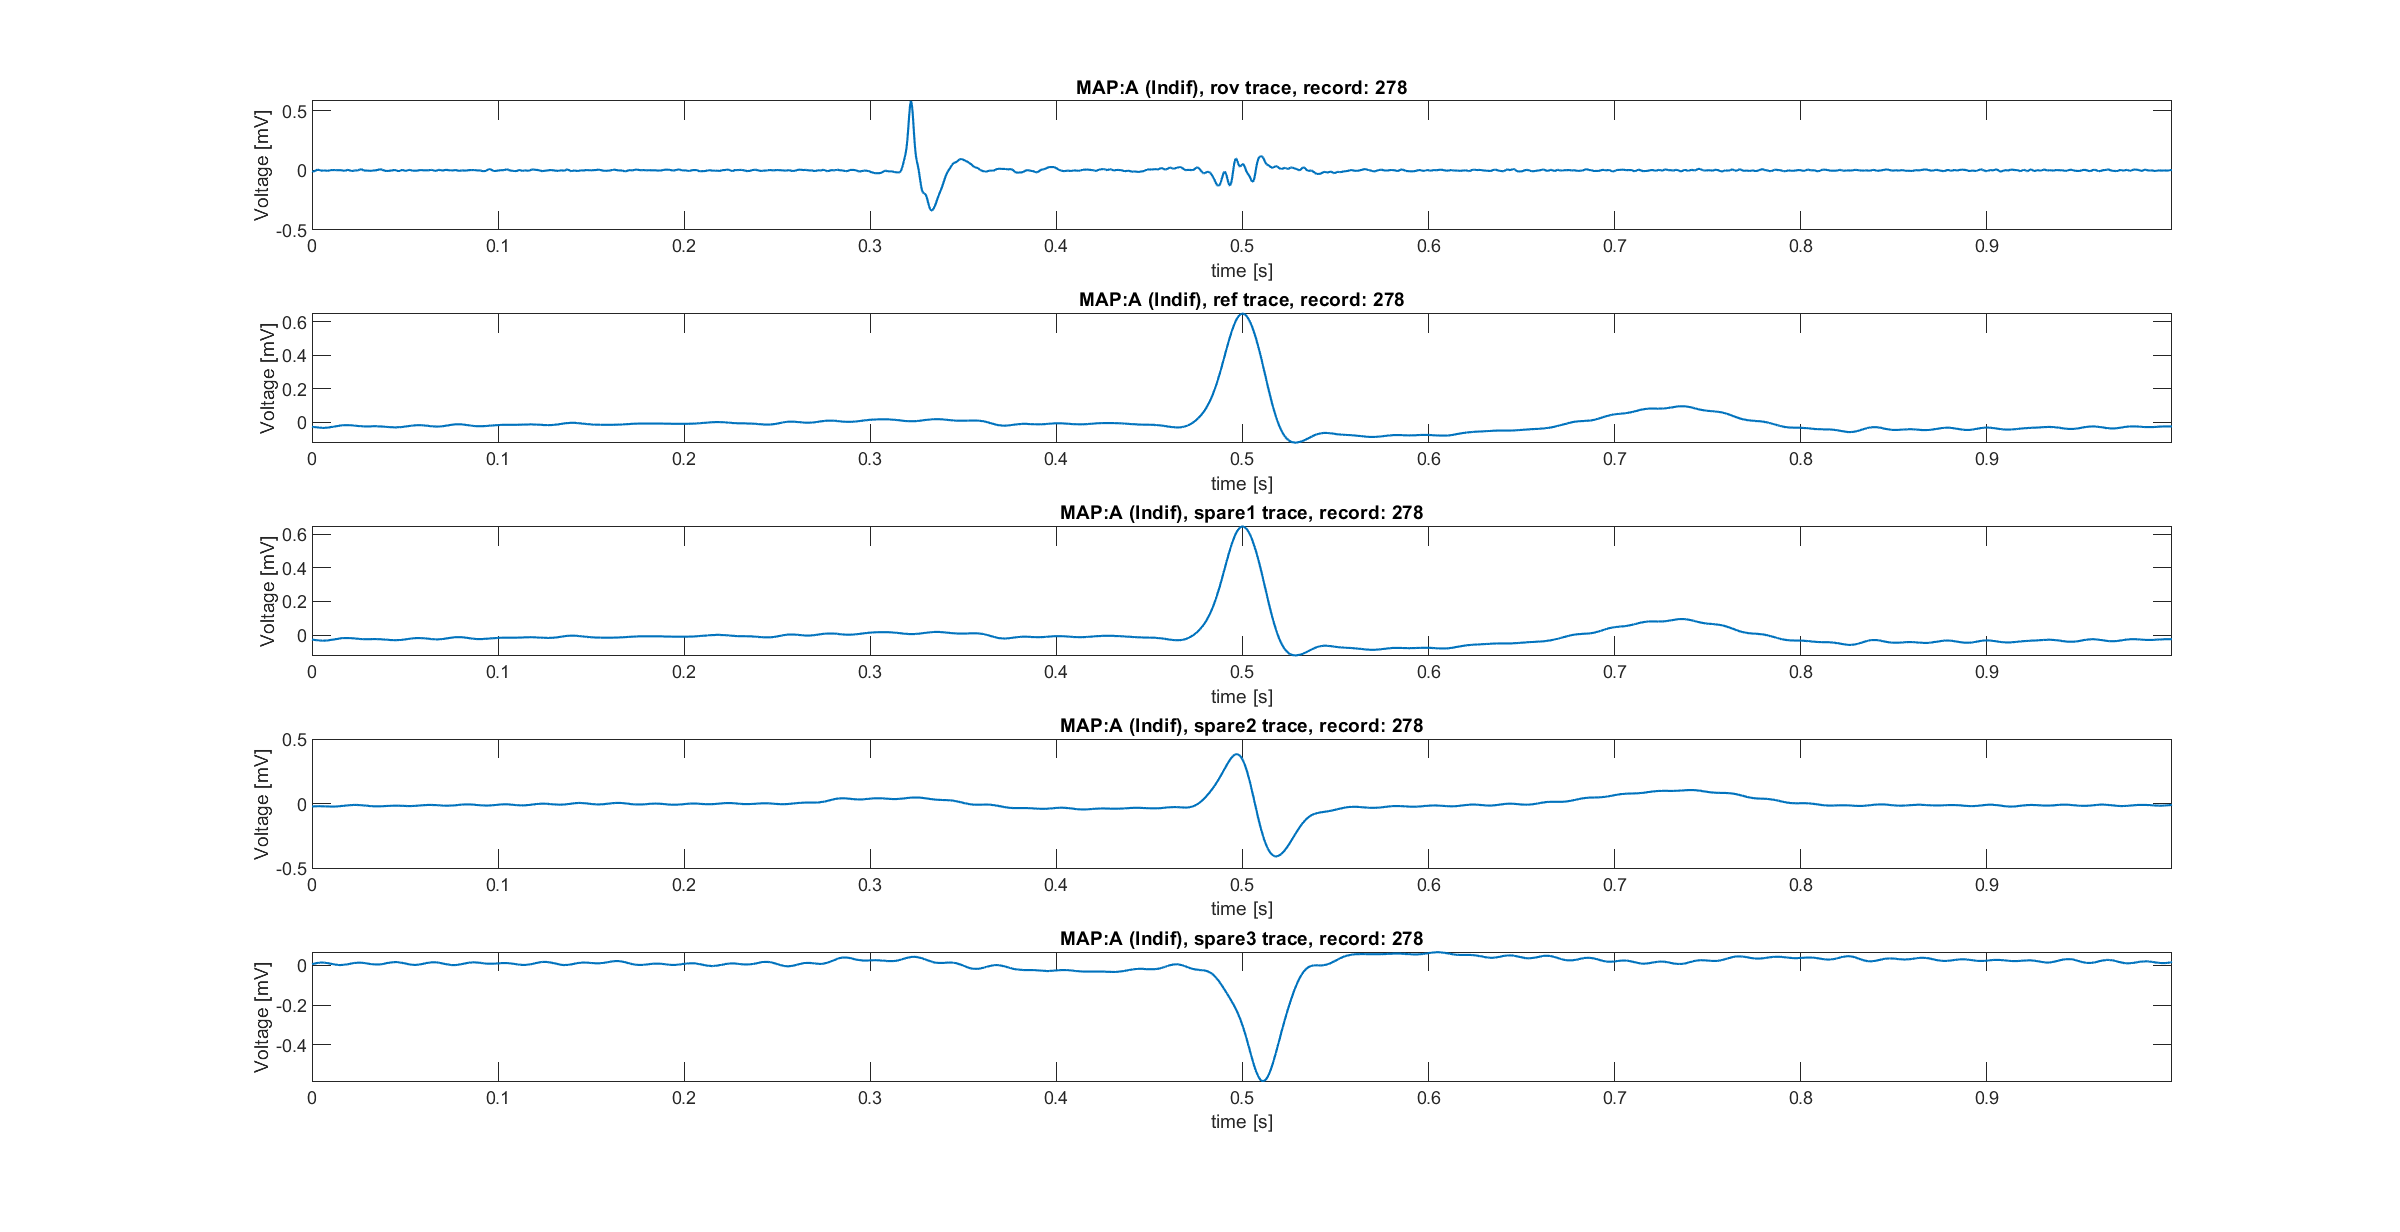 MAP:A (Indif), rov trace, record: 278
Voltage [mV]
0.5
0
-0.5
0 0.1 0.2 0.3 0.4 0.5 0.6 0.7 0.8 0.9
time [s]
MAP:A (Indif), ref trace, record: 278
Voltage [mV]
0.6
0.4
0.2
0
0 0.1 0.2 0.3 0.4 0.5 0.6 0.7 0.8 0.9
time [s]
MAP:A (Indif), spare1 trace, record: 278
Voltage [mV]
0.6
0.4
0.2
0
0 0.1 0.2 0.3 0.4 0.5 0.6 0.7 0.8 0.9
time [s]
MAP:A (Indif), spare2 trace, record: 278
Voltage [mV]
0.5
0
-0.5
0 0.1 0.2 0.3 0.4 0.5 0.6 0.7 0.8 0.9
time [s]
MAP:A (Indif), spare3 trace, record: 278
Voltage [mV]
0
-0.2
-0.4
0 0.1 0.2 0.3 0.4 0.5 0.6 0.7 0.8 0.9
time [s]